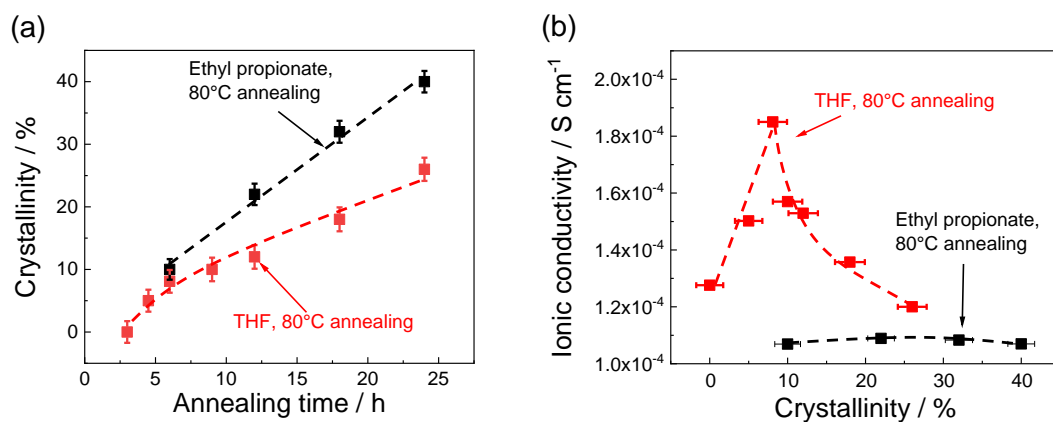 (a)
Crystallinity / %
40
30
20
10
0
Ethyl propionate,
80°C annealing
THF, 80°C annealing
0
5
10
15
20
25
Annealing time / h
(b)
Ionic conductivity / S cm⁻¹
2.0x10⁻⁴
1.8x10⁻⁴
1.6x10⁻⁴
1.4x10⁻⁴
1.2x10⁻⁴
1.0x10⁻⁴
THF, 80°C annealing
Ethyl propionate,
80°C annealing
0
10
20
30
40
Crystallinity / %